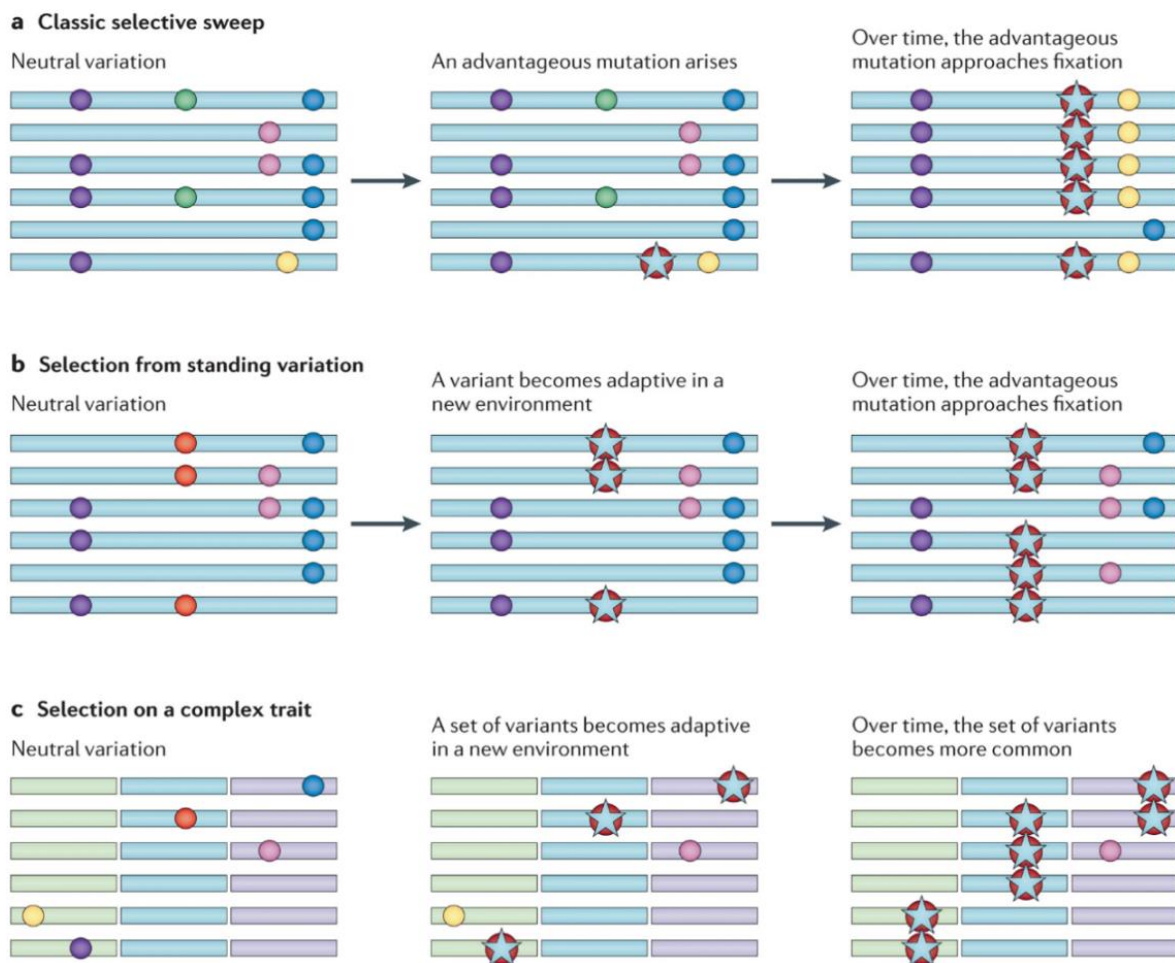 a Classic selective sweep
Neutral variation
An advantageous mutation arises
Over time, the advantageous
mutation approaches fixation
b Selection from standing variation
Neutral variation
A variant becomes adaptive in a
new environment
Over time, the advantageous
mutation approaches fixation
c Selection on a complex trait
Neutral variation
A set of variants becomes adaptive
in a new environment
Over time, the set of variants
becomes more common